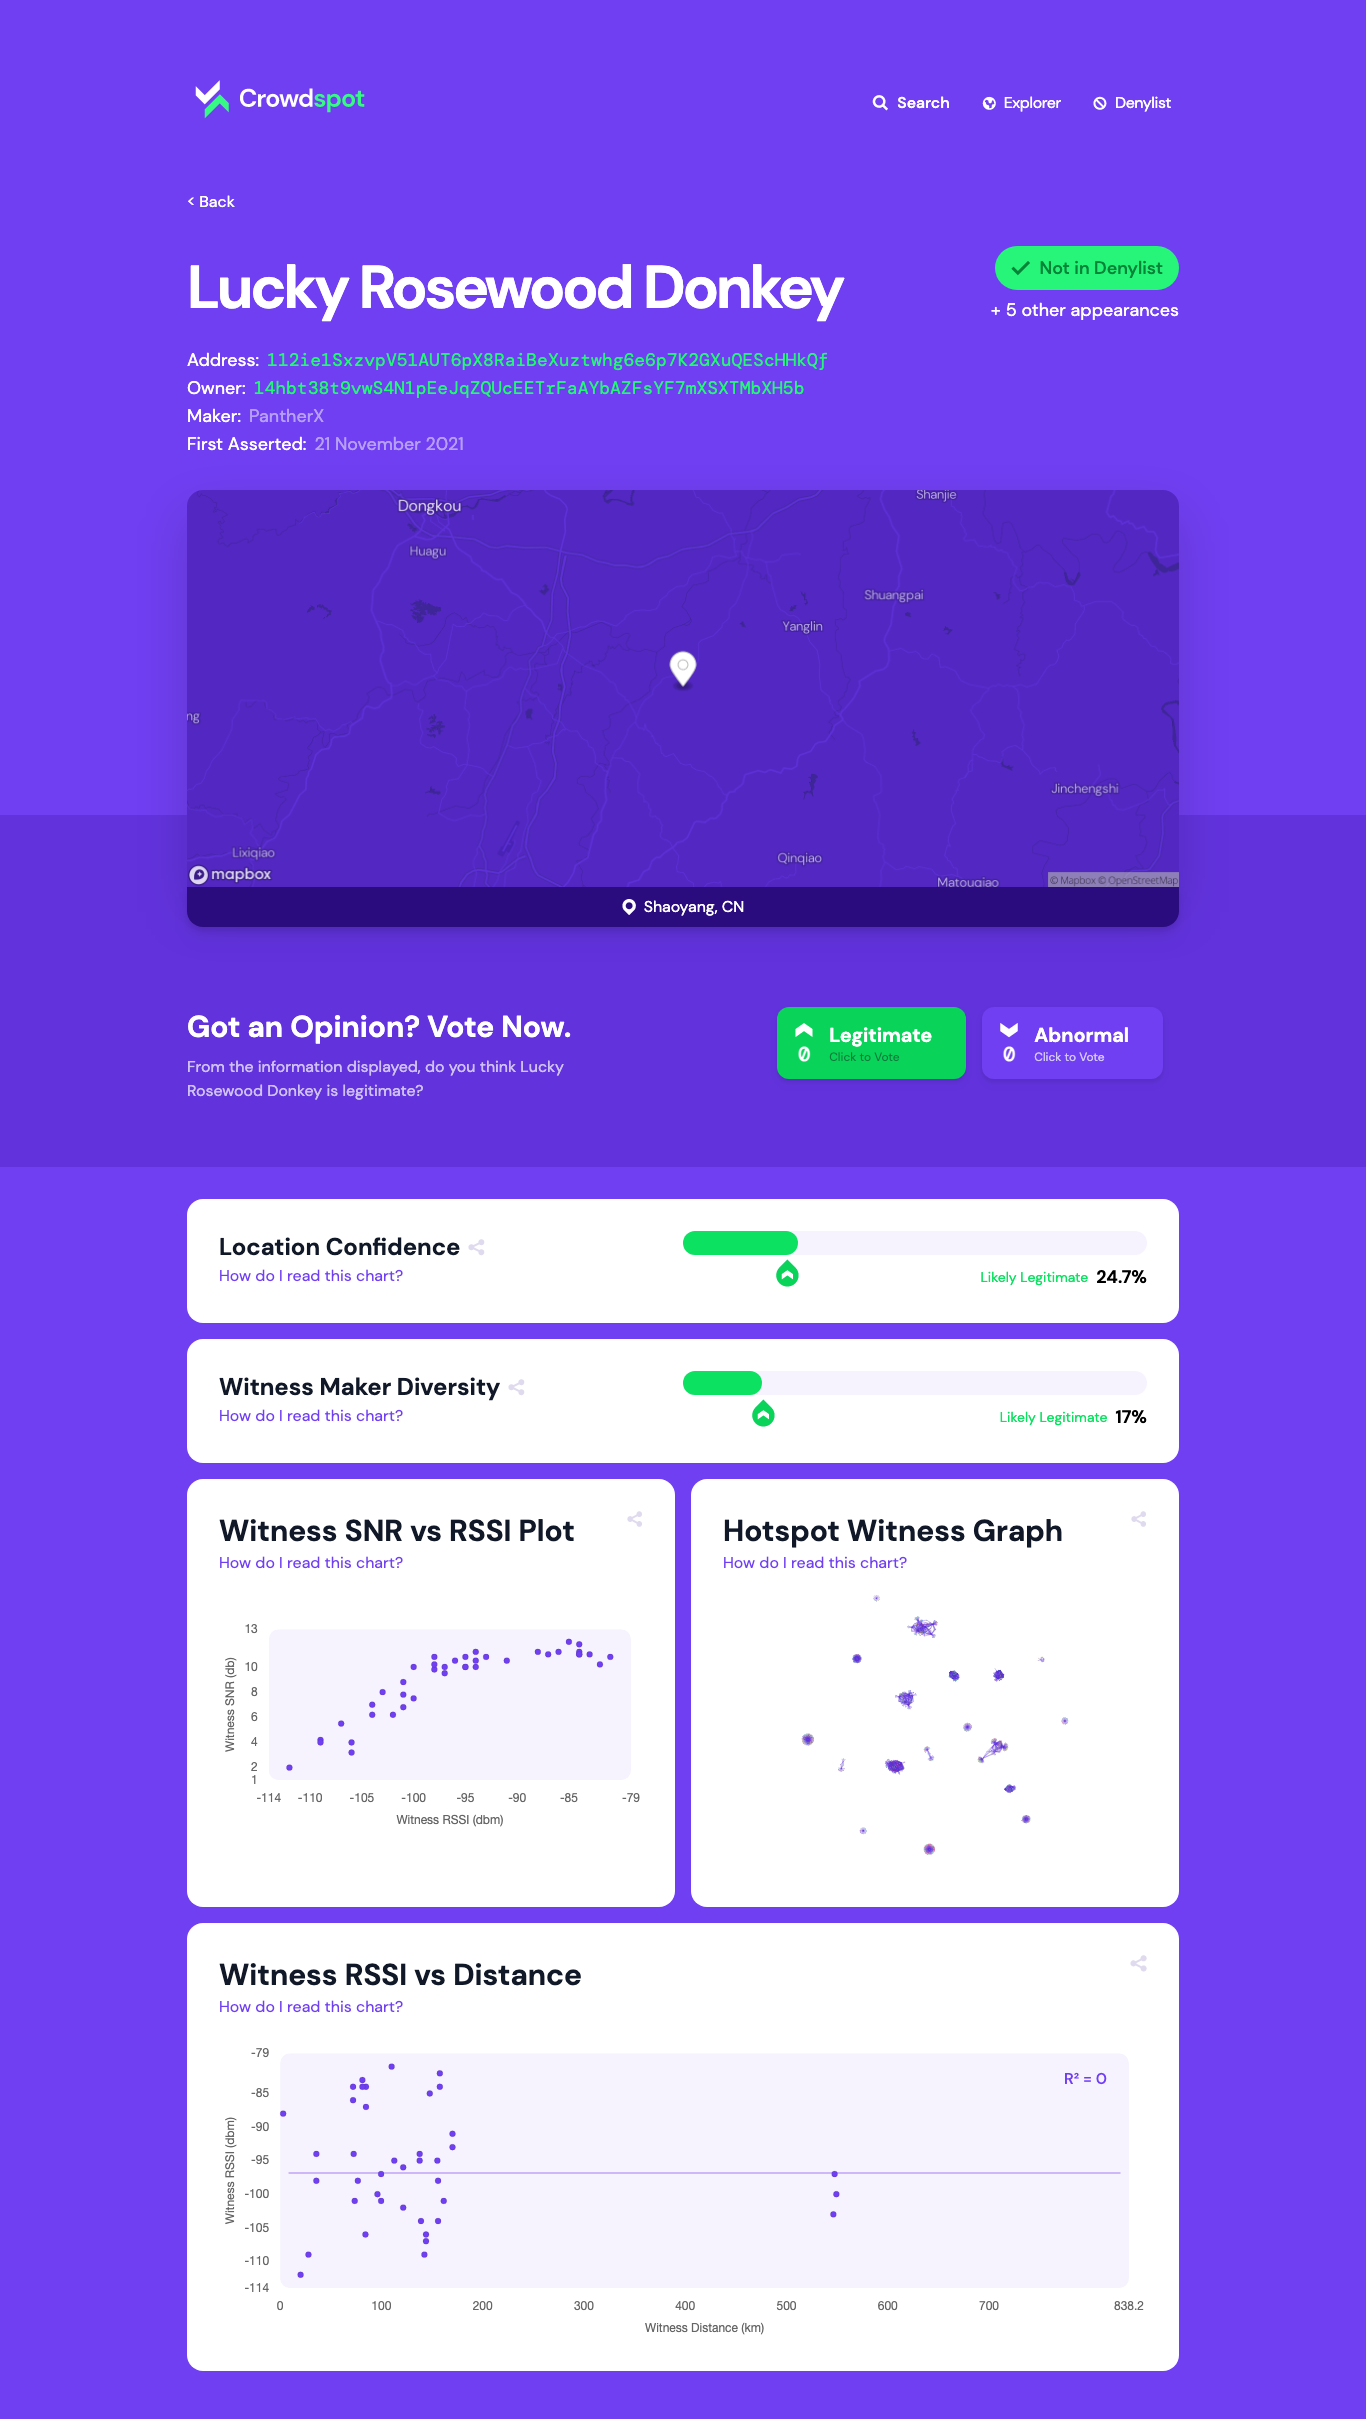 Crowdspot
Search
Explorer
Denylist
< Back
Lucky Rosewood Donkey
Not in Denylist
+ 5 other appearances
Address: 112ie1SxzvpV51AUT6pX8RaiBeXuztwhg6e6p7K2GXuQEScHHkQf
Owner: 14hbt38t9vwS4N1pEeJqZQUcEETrFaAYbAZFsYF7mXSXTMbXH5b
Maker: PantherX
First Asserted: 21 November 2021
Dongkou
Shanjie
Huagu
Shuangpai
Yanglin
ng
Jinchengshi
Lixiqiao
Qinqiao
Matouqiao
mapbox
© Mapbox © OpenStreetMap
Shaoyang, CN
Got an Opinion? Vote Now.
From the information displayed, do you think Lucky
Rosewood Donkey is legitimate?
Legitimate
0
Click to Vote
Abnormal
0
Click to Vote
Location Confidence
How do I read this chart?
Likely Legitimate 24.7%
Witness Maker Diversity
How do I read this chart?
Likely Legitimate 17%
Witness SNR vs RSSI Plot
How do I read this chart?
13
10
8
6
4
2
1
Witness SNR (db)
-114 -110 -105 -100 -95 -90 -85 -79
Witness RSSI (dbm)
Hotspot Witness Graph
How do I read this chart?
Witness RSSI vs Distance
How do I read this chart?
R² = 0
-79
-85
-90
-95
-100
-105
-110
-114
Witness RSSI (dbm)
0 100 200 300 400 500 600 700 838.2
Witness Distance (km)